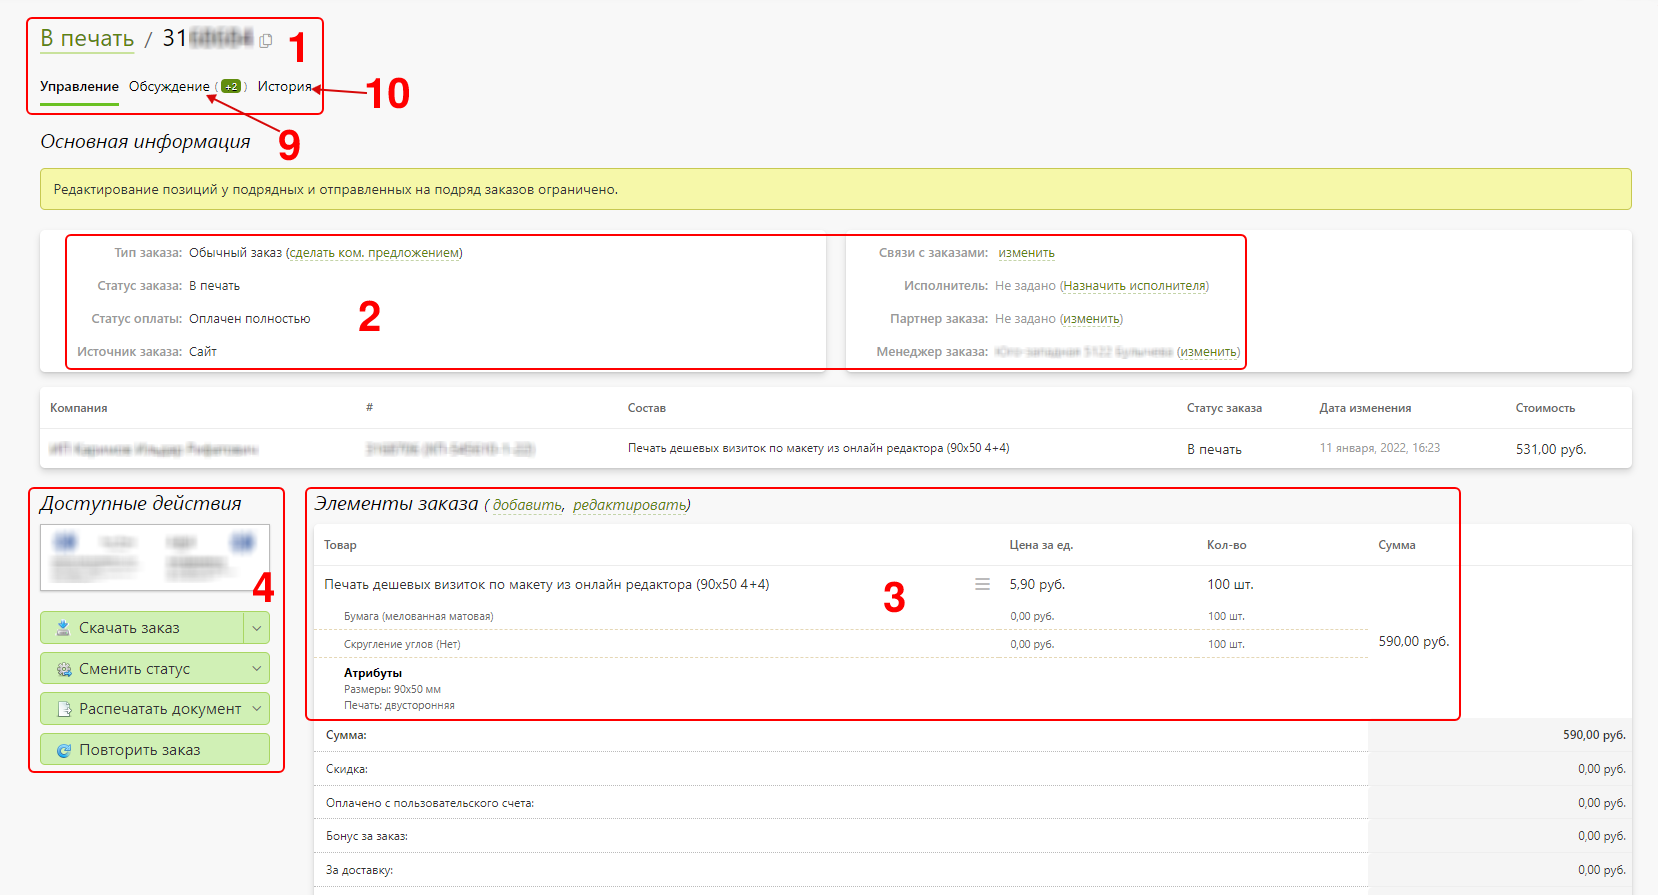 В печать / 31
1
Управление Обсуждение ( +2 ) История
10
9
Основная информация
Редактирование позиций у подрядных и отправленных на подряд заказов ограничено.
Тип заказа: Обычный заказ (сделать ком. предложением)
Статус заказа: В печать
Статус оплаты: Оплачен полностью
Источник заказа: Сайт
2
Связи с заказами: изменить
Исполнитель: Не задано (Назначить исполнителя)
Партнер заказа: Не задано (изменить)
Менеджер заказа: (изменить)
Компания # Состав Статус заказа Дата изменения Стоимость
Печать дешевых визиток по макету из онлайн редактора (90x50 4+4) В печать 11 января, 2022, 16:23 531,00 руб.
Доступные действия
4
Скачать заказ
Сменить статус
Распечатать документ
Повторить заказ
Элементы заказа ( добавить, редактировать)
Товар Цена за ед. Кол-во Сумма
Печать дешевых визиток по макету из онлайн редактора (90x50 4+4) 5,90 руб. 100 шт.
3
Бумага (мелованная матовая) 0,00 руб. 100 шт.
590,00 руб.
Скругление углов (Нет) 0,00 руб. 100 шт.
Атрибуты
Размеры: 90x50 мм
Печать: двусторонняя
Сумма: 590,00 руб.
Скидка: 0,00 руб.
Оплачено с пользовательского счета: 0,00 руб.
Бонус за заказ: 0,00 руб.
За доставку: 0,00 руб.